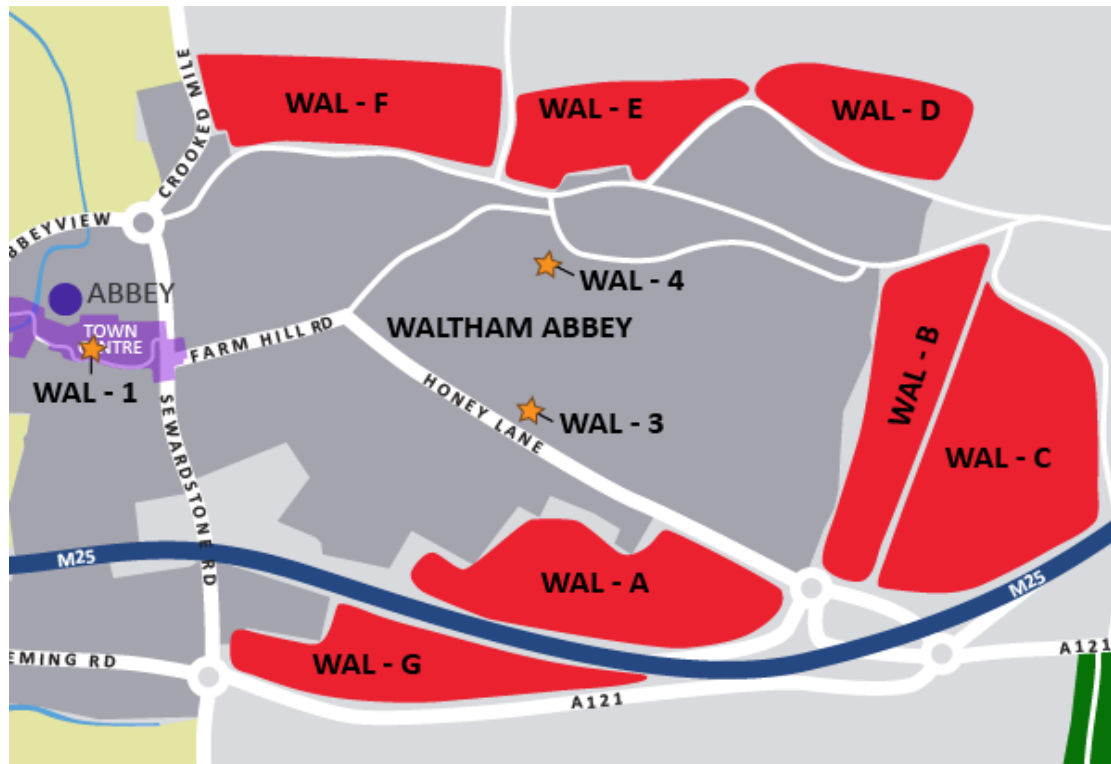 CROOKED MILE
WAL - F
WAL - E
WAL - D
BBEYVIEW
ABBEY
WAL - 4
TOWN
CENTRE
FARM HILL RD
WALTHAM ABBEY
WAL - B
WAL - 1
HONEY LANE
WAL - 3
SEWARDSTONE RD
WAL - C
M25
WAL - A
M25
EMING RD
WAL - G
A121
A121